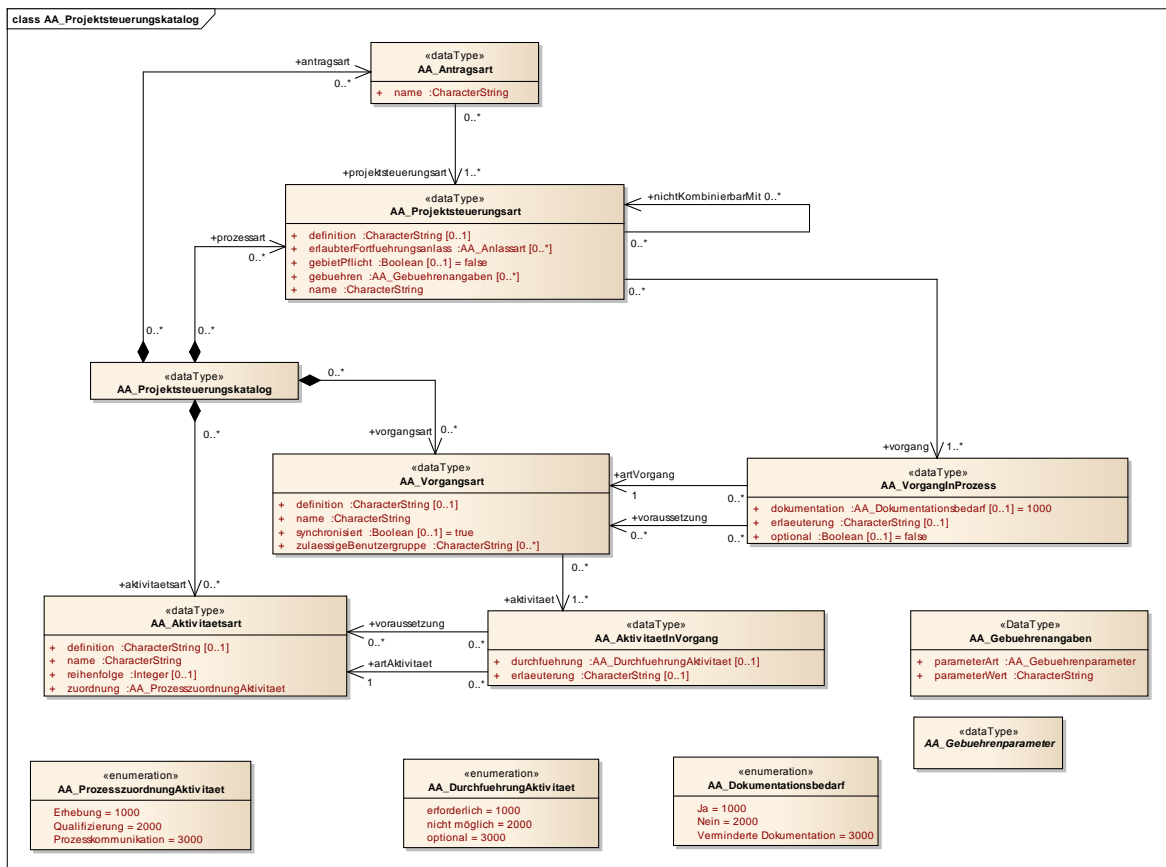 class AA_Projektsteuerungskatalog
«dataType»
AA_Antragsart
+ name :CharacterString
+antragsart
0..*
0..*
+projektsteuerungsart
1..*
«dataType»
AA_Projektsteuerungsart
+ definition :CharacterString [0..1]
+ erlaubterFortfuehrungsanlass :AA_Anlassart [0..*]
+ gebietPflicht :Boolean [0..1] = false
+ gebuehren :AA_Gebuehrenangaben [0..*]
+ name :CharacterString
+nichtKombinierbarMit 0..*
0..*
+prozessart
0..*
0..*
+vorgang
1..*
0..*
0..*
«dataType»
AA_Projektsteuerungskatalog
0..*
+vorgangsart
0..*
0..*
+aktivitaetsart
0..*
«dataType»
AA_Vorgangsart
+ definition :CharacterString [0..1]
+ name :CharacterString
+ synchronisiert :Boolean [0..1] = true
+ zulaessigeBenutzergruppe :CharacterString [0..*]
+artVorgang
1
0..*
+voraussetzung
0..*
0..*
«dataType»
AA_VorgangInProzess
+ dokumentation :AA_Dokumentationsbedarf [0..1] = 1000
+ erlaeuterung :CharacterString [0..1]
+ optional :Boolean [0..1] = false
0..*
+aktivitaet
1..*
«dataType»
AA_Aktivitaetsart
+ definition :CharacterString [0..1]
+ name :CharacterString
+ reihenfolge :Integer [0..1]
+ zuordnung :AA_ProzesszuordnungAktivitaet
+voraussetzung
0..*
0..*
+artAktivitaet
1
0..*
«dataType»
AA_AktivitaetInVorgang
+ durchfuehrung :AA_DurchfuehrungAktivitaet [0..1]
+ erlaeuterung :CharacterString [0..1]
«DataType»
AA_Gebuehrenangaben
+ parameterArt :AA_Gebuehrenparameter
+ parameterWert :CharacterString
«dataType»
AA_Gebuehrenparameter
«enumeration»
AA_ProzesszuordnungAktivitaet
Erhebung = 1000
Qualifizierung = 2000
Prozesskommunikation = 3000
«enumeration»
AA_DurchfuehrungAktivitaet
erforderlich = 1000
nicht möglich = 2000
optional = 3000
«enumeration»
AA_Dokumentationsbedarf
Ja = 1000
Nein = 2000
Verminderte Dokumentation = 3000